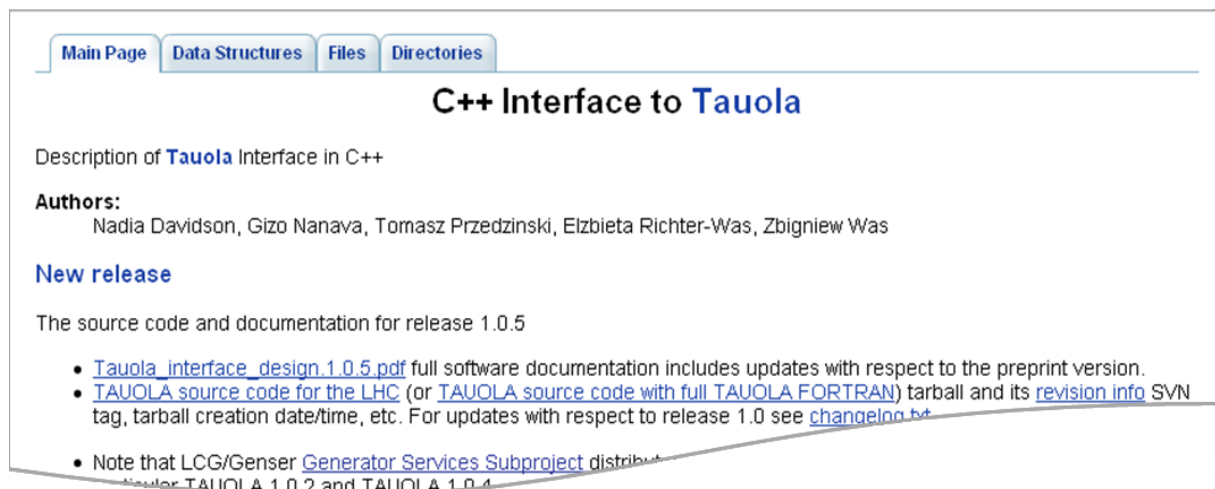 Main Page Data Structures Files Directories
C++ Interface to Tauola
Description of Tauola Interface in C++
Authors:
Nadia Davidson, Gizo Nanava, Tomasz Przedzinski, Elzbieta Richter-Was, Zbigniew Was
New release
The source code and documentation for release 1.0.5
• Tauola_interface_design.1.0.5.pdf full software documentation includes updates with respect to the preprint version.
• TAUOLA source code for the LHC (or TAUOLA source code with full TAUOLA FORTRAN) tarball and its revision info SVN
tag, tarball creation date/time, etc. For updates with respect to release 1.0 see changelog.txt
• Note that LCG/Genser Generator Services Subproject
TAUOLA 1.0.2 and TAUOLA 1.0.4